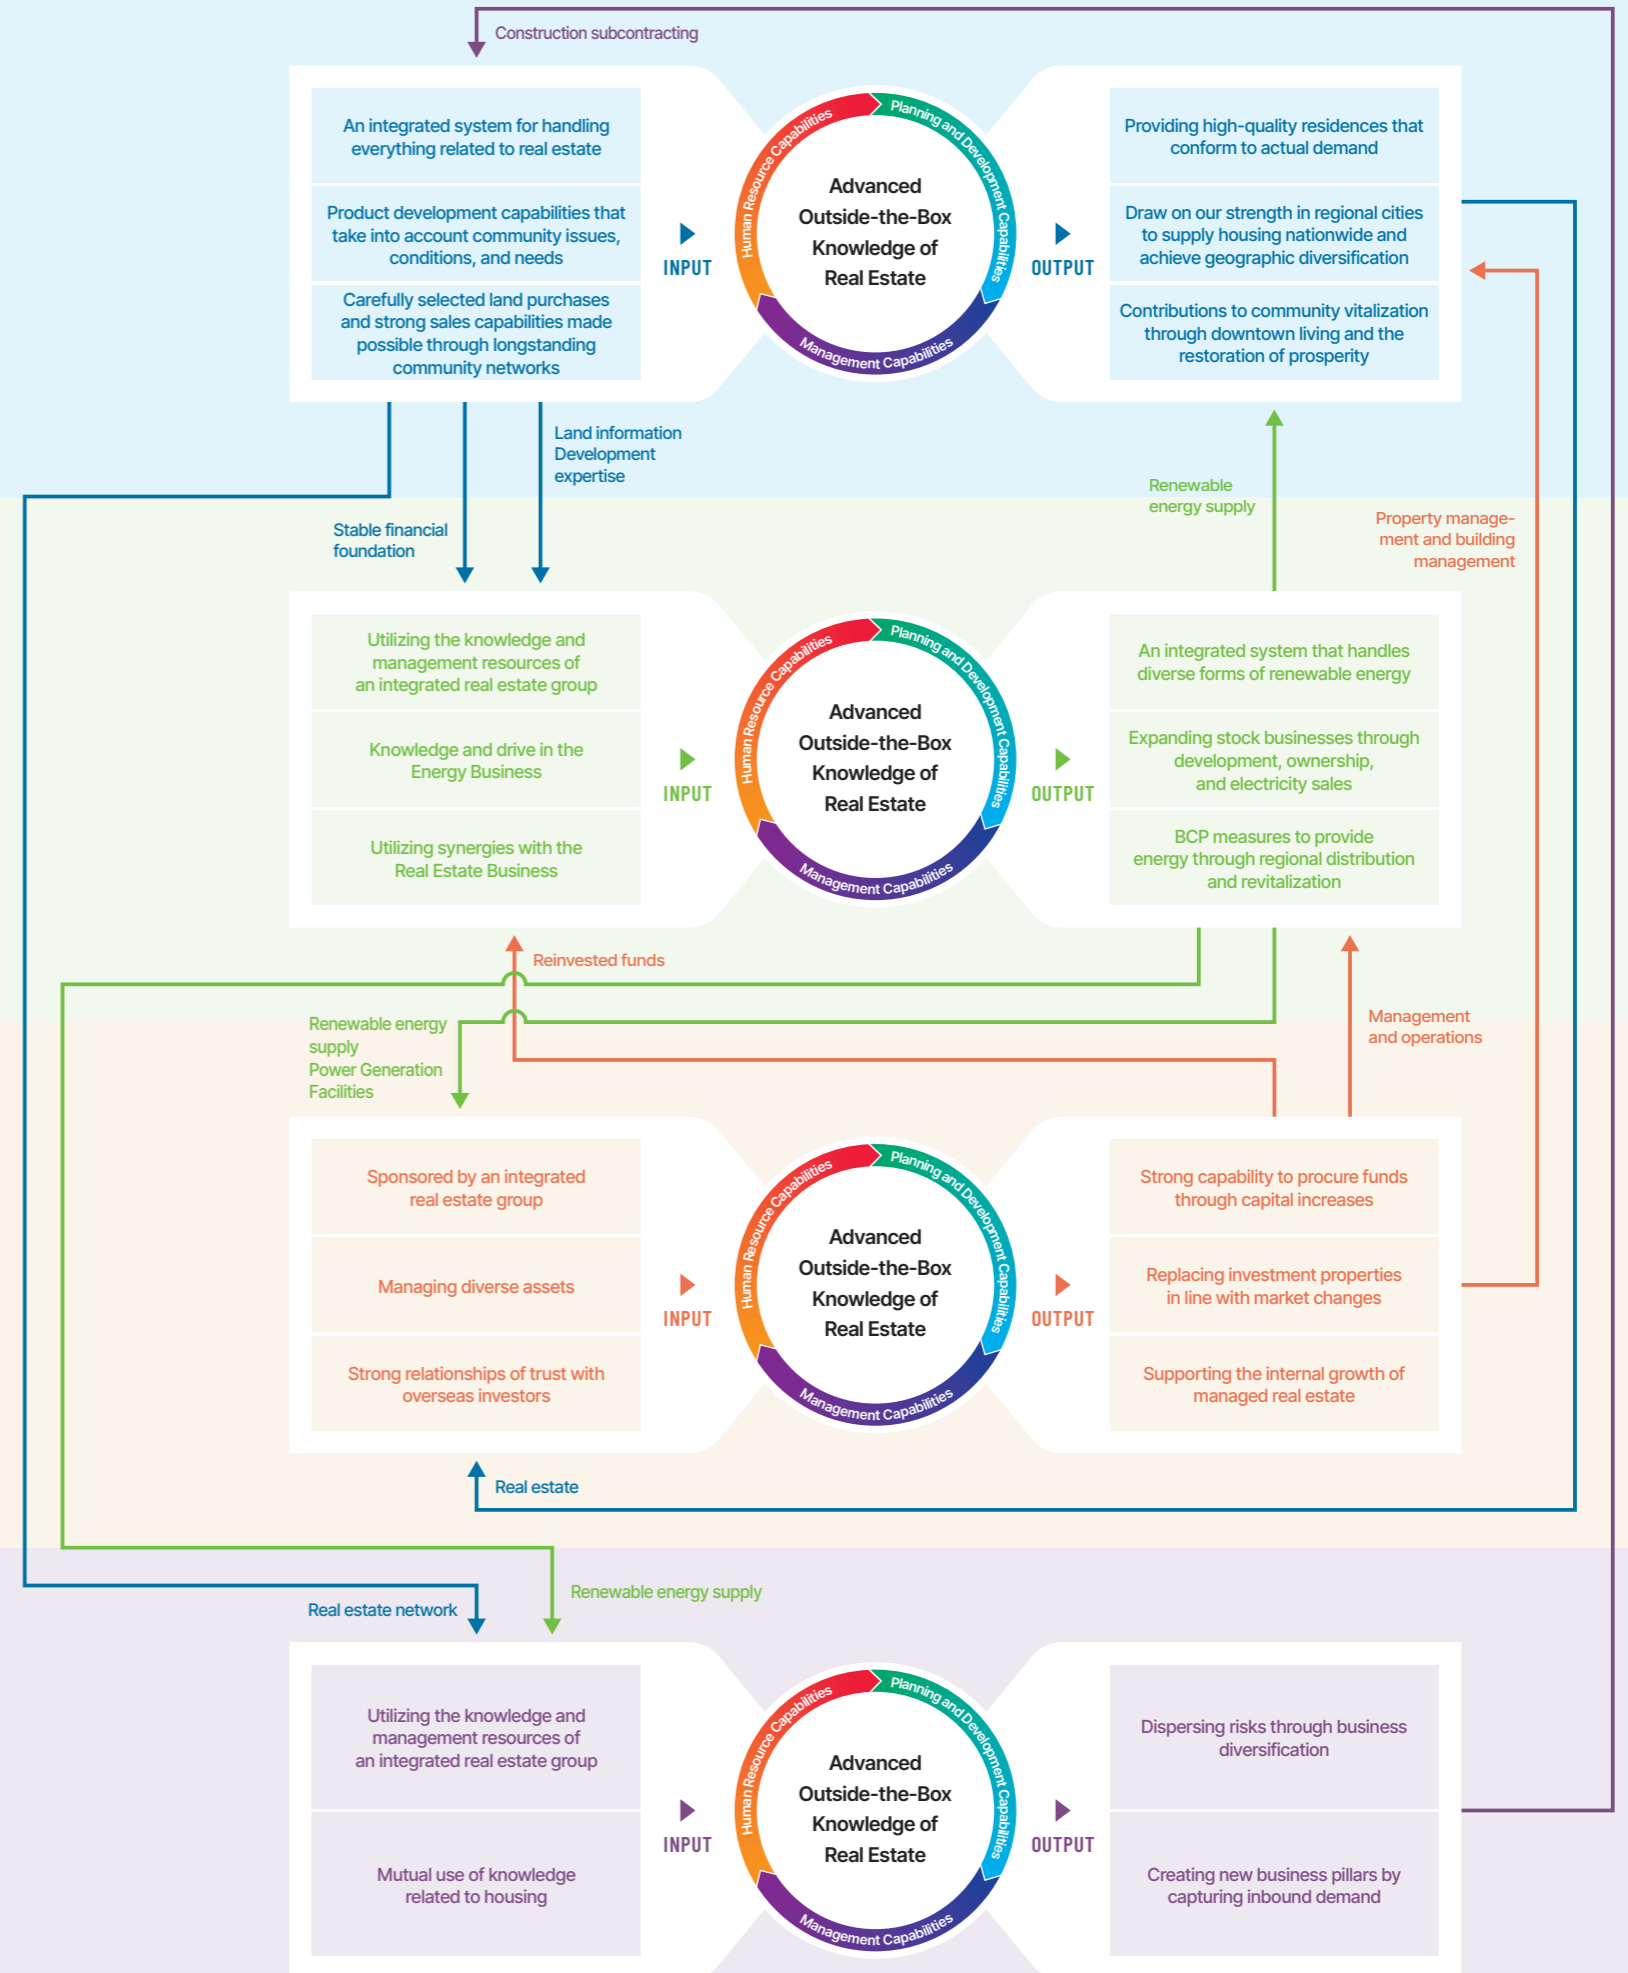 Construction subcontracting
An integrated system for handling
everything related to real estate
Product development capabilities that
take into account community issues,
conditions, and needs
Carefully selected land purchases
and strong sales capabilities made
possible through longstanding
community networks
INPUT
Human Resource Capabilities
Planning and Development Capabilities
Management Capabilities
Advanced
Outside-the-Box
Knowledge of
Real Estate
OUTPUT
Providing high-quality residences that
conform to actual demand
Draw on our strength in regional cities
to supply housing nationwide and
achieve geographic diversification
Contributions to community vitalization
through downtown living and the
restoration of prosperity
Land information
Development
expertise
Stable financial
foundation
Renewable
energy supply
Property manage-
ment and building
management
Utilizing the knowledge and
management resources of
an integrated real estate group
Knowledge and drive in the
Energy Business
Utilizing synergies with the
Real Estate Business
INPUT
Human Resource Capabilities
Planning and Development Capabilities
Management Capabilities
Advanced
Outside-the-Box
Knowledge of
Real Estate
OUTPUT
An integrated system that handles
diverse forms of renewable energy
Expanding stock businesses through
development, ownership,
and electricity sales
BCP measures to provide
energy through regional distribution
and revitalization
Reinvested funds
Renewable energy
supply
Power Generation
Facilities
Management
and operations
Sponsored by an integrated
real estate group
Managing diverse assets
Strong relationships of trust with
overseas investors
INPUT
Human Resource Capabilities
Planning and Development Capabilities
Management Capabilities
Advanced
Outside-the-Box
Knowledge of
Real Estate
OUTPUT
Strong capability to procure funds
through capital increases
Replacing investment properties
in line with market changes
Supporting the internal growth of
managed real estate
Real estate
Real estate network
Renewable energy supply
Utilizing the knowledge and
management resources of
an integrated real estate group
Mutual use of knowledge
related to housing
INPUT
Human Resource Capabilities
Planning and Development Capabilities
Management Capabilities
Advanced
Outside-the-Box
Knowledge of
Real Estate
OUTPUT
Dispersing risks through business
diversification
Creating new business pillars by
capturing inbound demand